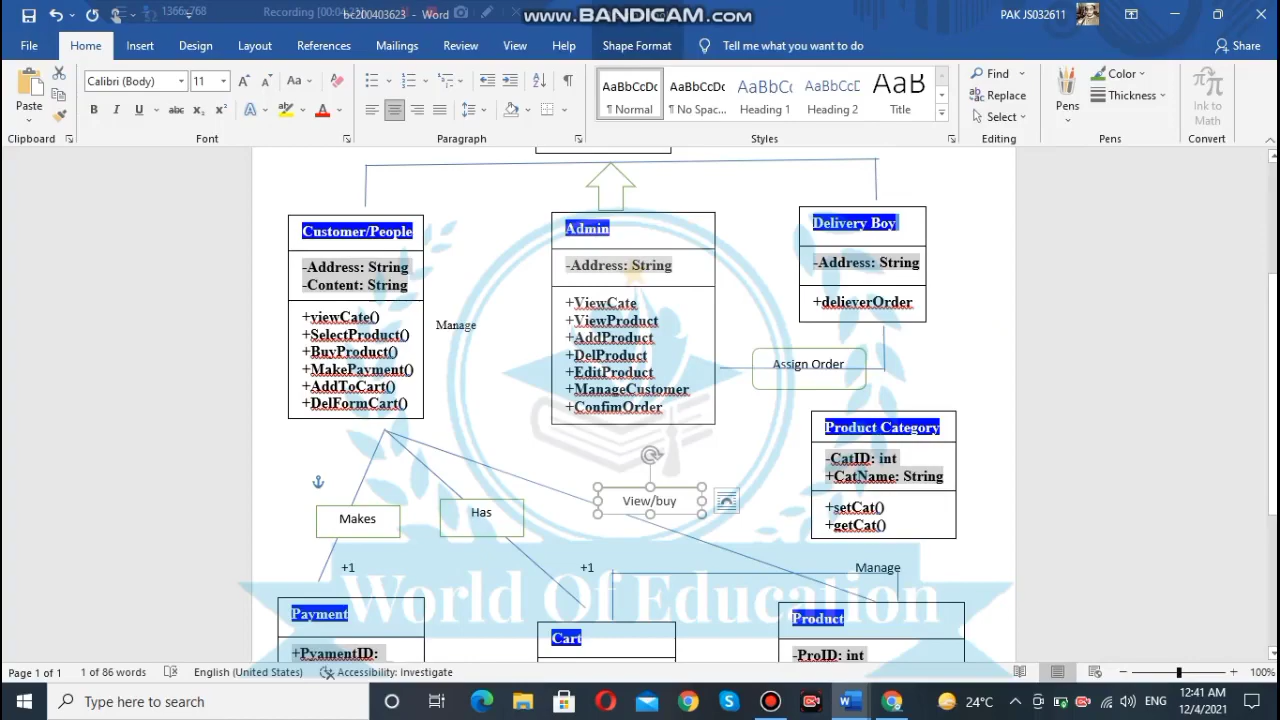 1366x768
Recording
bc200403623 - Word
www.BANDICAM.com
PAK JS032611
File
Home
Insert
Design
Layout
References
Mailings
Review
View
Help
Shape Format
Tell me what you want to do
Share
Paste
Calibri (Body)
11
AaBbCcDc
AaBbCcDc
AaBbCc
AaBbCcC
AaB
¶ Normal
¶ No Spac...
Heading 1
Heading 2
Title
Find
Replace
Select
Pens
Color
Thickness
Ink to
Math
Clipboard
Font
Paragraph
Styles
Editing
Pens
Convert
Customer/People
-Address: String
-Content: String
+viewCate()
+SelectProduct()
+BuyProduct()
+MakePayment()
+AddToCart()
+DelFormCart()
Manage
Admin
-Address: String
+ViewCate
+ViewProduct
+AddProduct
+DelProduct
+EditProduct
+ManageCustomer
+ConfimOrder
Delivery Boy
-Address: String
+delieverOrder
Assign Order
Product Category
-CatID: int
+CatName: String
+setCat()
+getCat()
View/buy
Makes
Has
+1
+1
Manage
World Of Education
Payment
+PyamentID:
Cart
Product
-ProID: int
Page 1 of 1
1 of 86 words
English (United States)
Accessibility: Investigate
100%
Type here to search
24°C
ENG
12:41 AM
12/4/2021